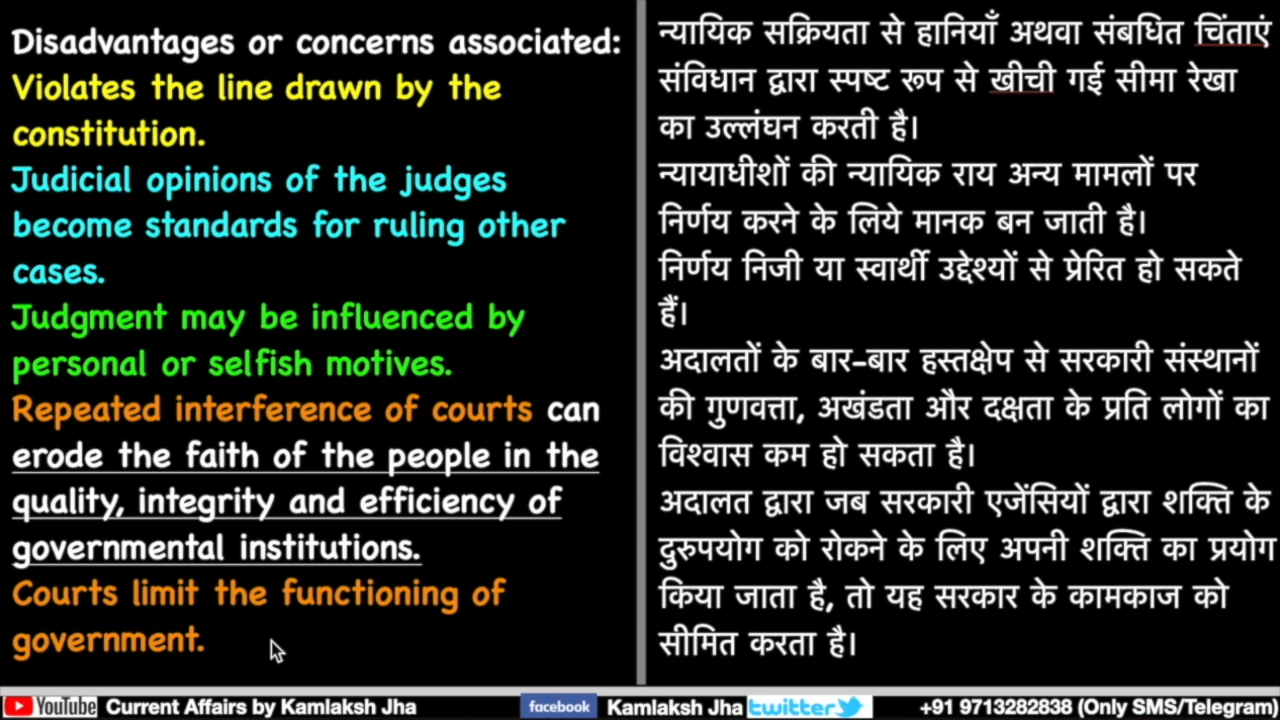 Disadvantages or concerns associated:
Violates the line drawn by the
constitution.
Judicial opinions of the judges
become standards for ruling other
cases.
Judgment may be influenced by
personal or selfish motives.
Repeated interference of courts can
erode the faith of the people in the
quality, integrity and efficiency of
governmental institutions.
Courts limit the functioning of
government.
न्यायिक सक्रियता से हानियाँ अथवा संबधित चिंताएं
संविधान द्वारा स्पष्ट रूप से खीची गई सीमा रेखा
का उल्लंघन करती है।
न्यायाधीशों की न्यायिक राय अन्य मामलों पर
निर्णय करने के लिये मानक बन जाती है।
निर्णय निजी या स्वार्थी उद्देश्यों से प्रेरित हो सकते
हैं।
अदालतों के बार-बार हस्तक्षेप से सरकारी संस्थानों
की गुणवत्ता, अखंडता और दक्षता के प्रति लोगों का
विश्वास कम हो सकता है।
अदालत द्वारा जब सरकारी एजेंसियों द्वारा शक्ति के
दुरुपयोग को रोकने के लिए अपनी शक्ति का प्रयोग
किया जाता है, तो यह सरकार के कामकाज को
सीमित करता है।
YouTube Current Affairs by Kamlaksh Jha facebook Kamlaksh Jha twitter +91 9713282838 (Only SMS/Telegram)